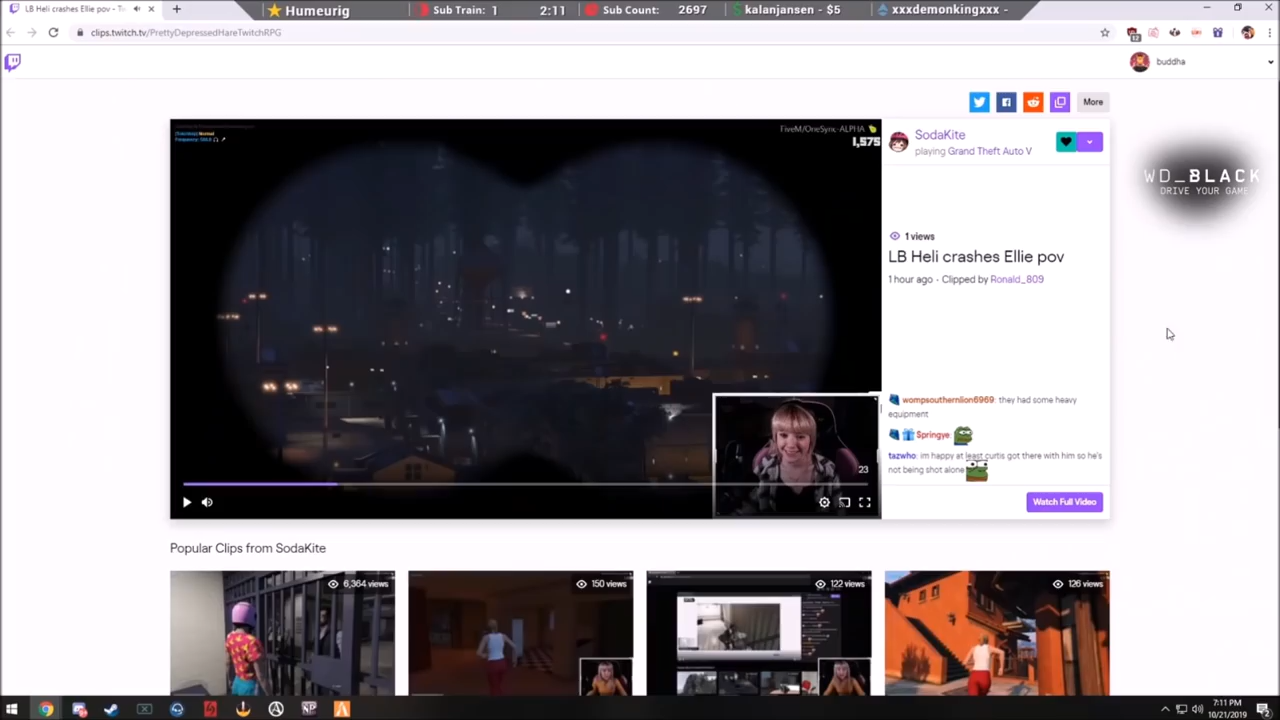 LB Heli crashes Ellie pov - T
Humeurig
Sub Train: 1
2:11
Sub Count: 2697
kalanjansen - $5
xxxdemonkingxxx -
clips.twitch.tv/PrettyDepressedHareTwitchRPG
12
buddha
More
FiveM/OneSync-ALPHA
1,575
SodaKite
playing Grand Theft Auto V
WD_BLACK
DRIVE YOUR GAME
1 views
LB Heli crashes Ellie pov
1 hour ago - Clipped by Ronald_809
wompsouthernlion6969: they had some heavy
equipment
Springye
tazwho: im happy at least curtis got there with him so he's
not being shot alone
23
Watch Full Video
Popular Clips from SodaKite
6,364 views
150 views
122 views
126 views
NP
7:11 PM
10/21/2019
2